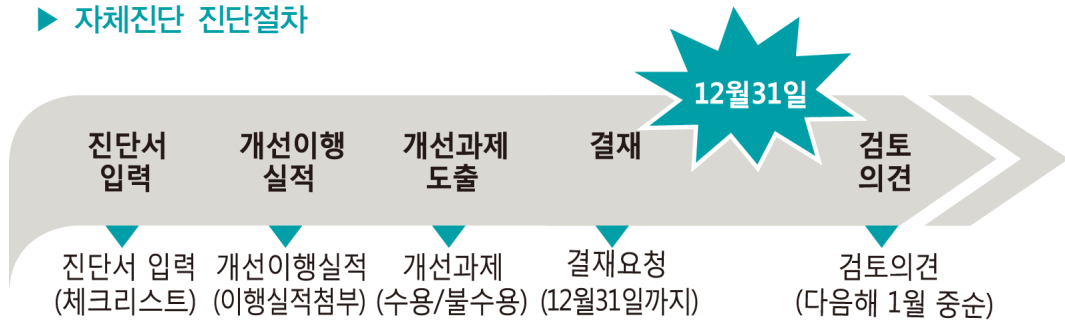 ▶ 자체진단 진단절차
12월31일
진단서
입력
개선이행
실적
개선과제
도출
결재
검토
의견
진단서 입력
(체크리스트)
개선이행실적
(이행실적첨부)
개선과제
(수용/불수용)
결재요청
(12월31일까지)
검토의견
(다음해 1월 중순)